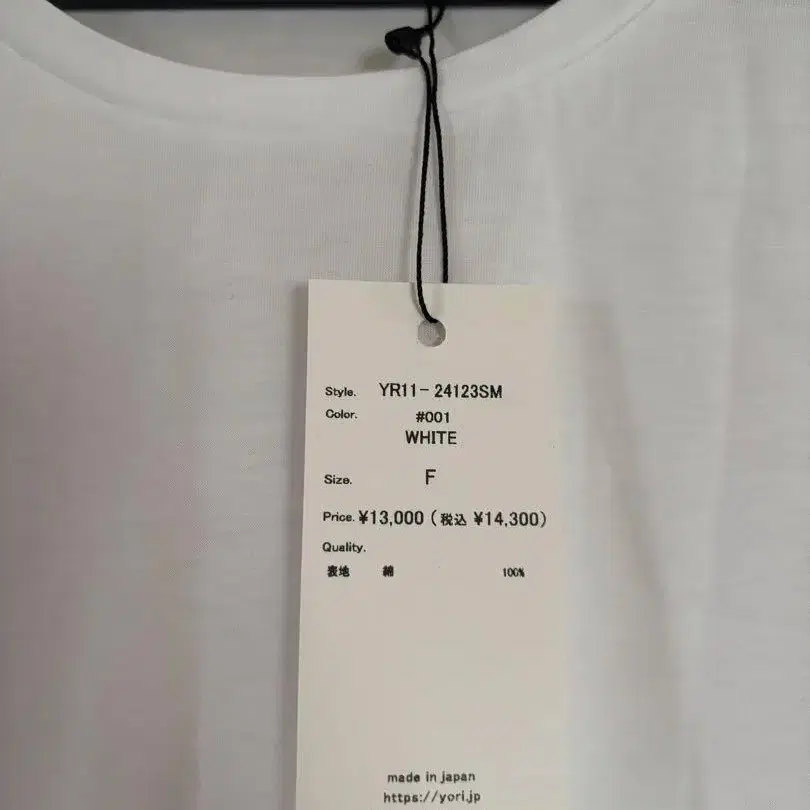 Style. YR11-24123SM
Color. #001
WHITE
Size. F
Price. ¥13,000 (税込 ¥14,300)
Quality.
表地 綿 100%
made in japan
https://yori.jp